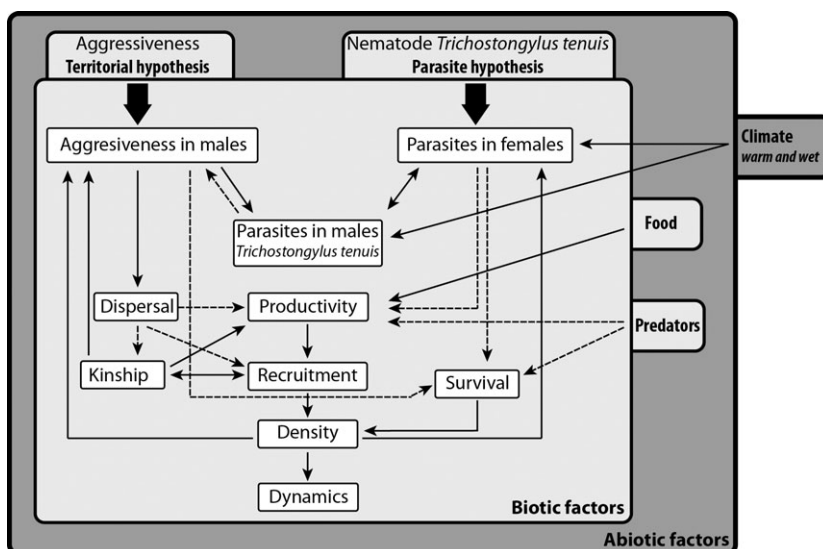 Aggressiveness
Territorial hypothesis
Nematode Trichostongylus tenuis
Parasite hypothesis
Aggresiveness in males
Parasites in females
Climate
warm and wet
Parasites in males
Trichostongylus tenuis
Food
Dispersal
Productivity
Predators
Kinship
Recruitment
Survival
Density
Dynamics
Biotic factors
Abiotic factors